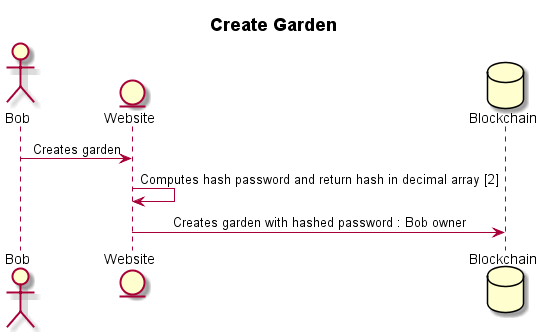 Create Garden
Bob
Website
Blockchain
Creates garden
Computes hash password and return hash in decimal array [2]
Creates garden with hashed password : Bob owner
Bob
Website
Blockchain